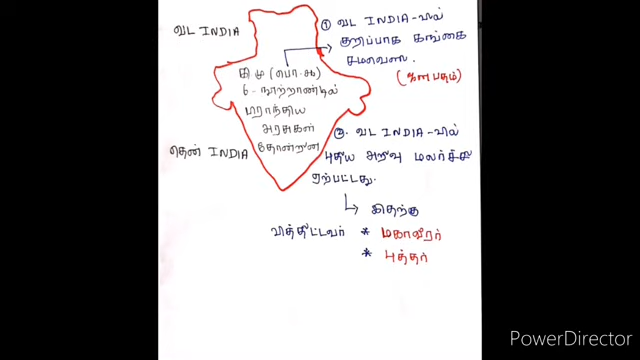 வட INDIA
① வட INDIA-வில்
குறிப்பாக கங்கை
சமவெளி.
(ஜனபதம்)
கி மு (பொ.ஆ)
6 - நூற்றாண்டில்
பிராந்திய
அரசுகள்
தோன்றின
தென் INDIA
②. வட INDIA-வில்
புதிய அறிவு மலர்ச்சி
ஏற்பட்டது.
இதற்கு
வித்திட்டவர் * மகாவீரர்
* புத்தர்
PowerDirector